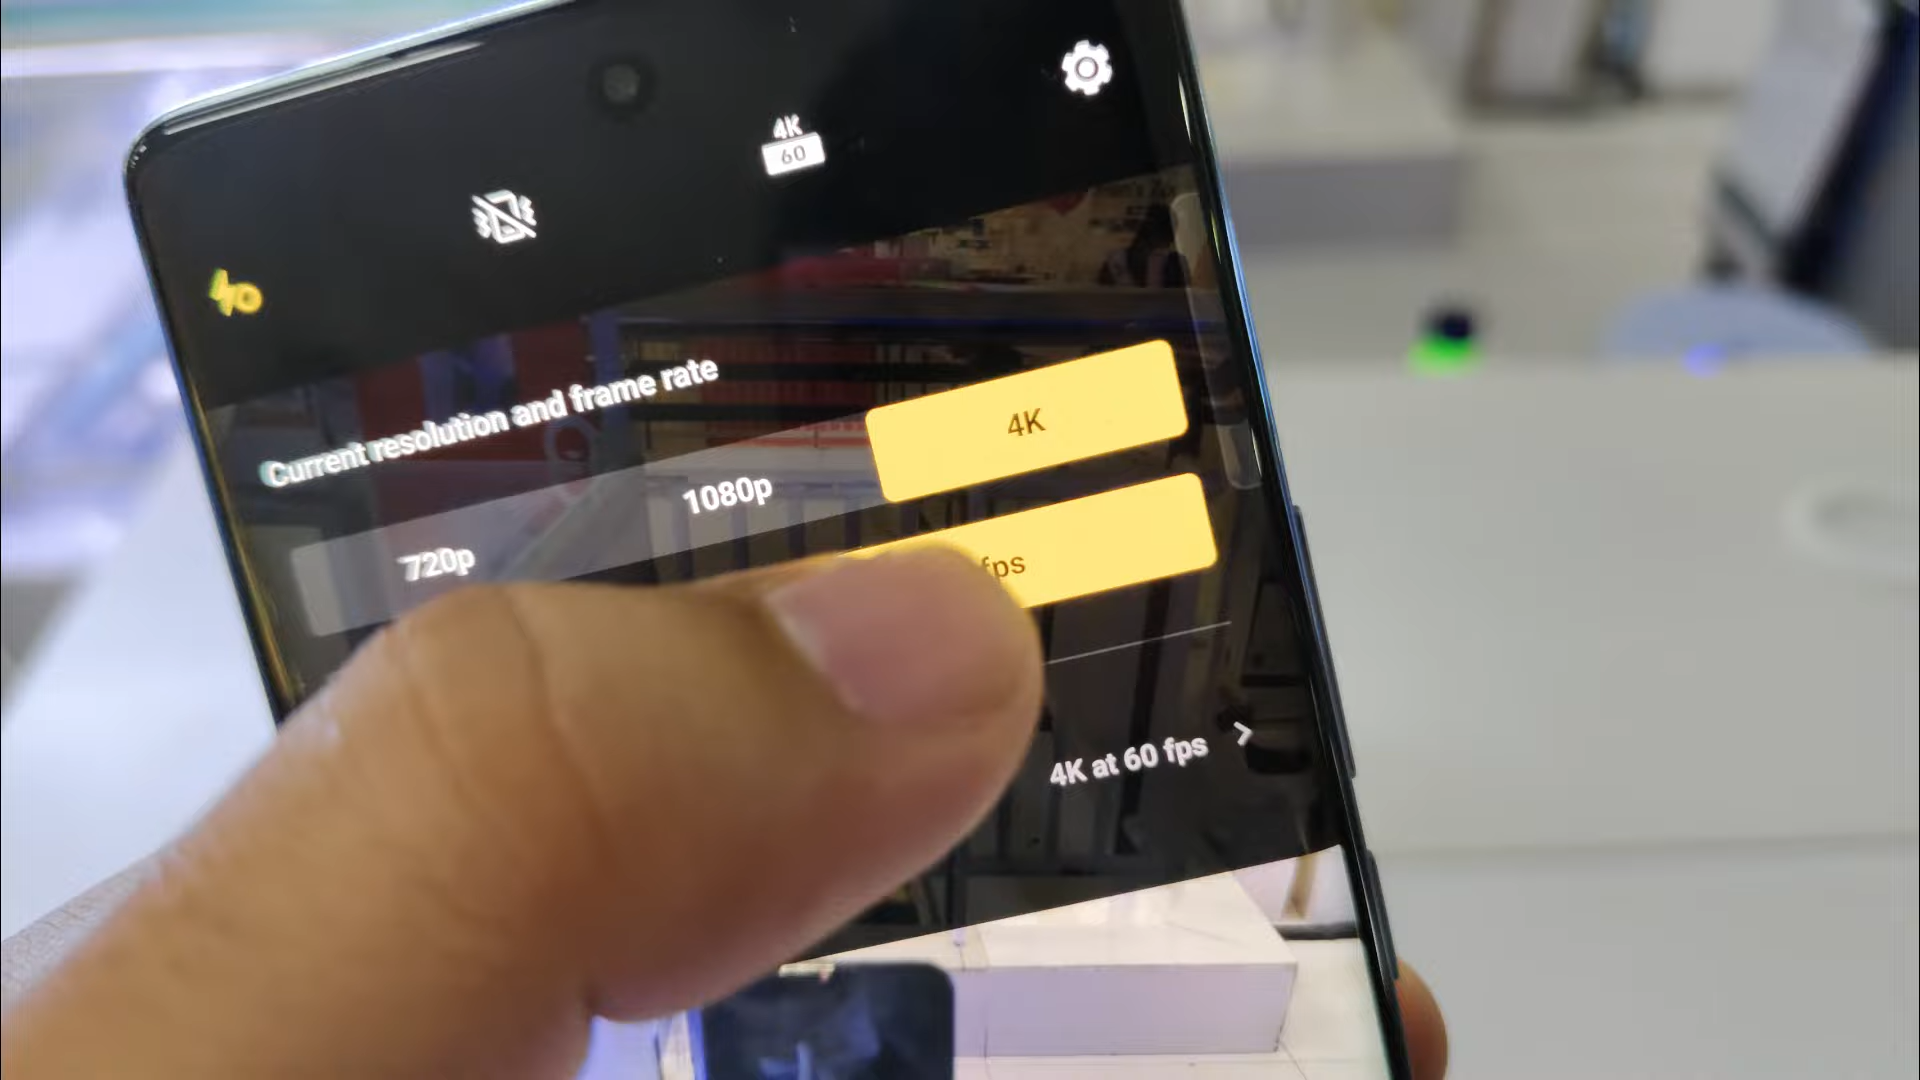 4K
60
Current resolution and frame rate
720p 1080p 4K
fps
4K at 60 fps